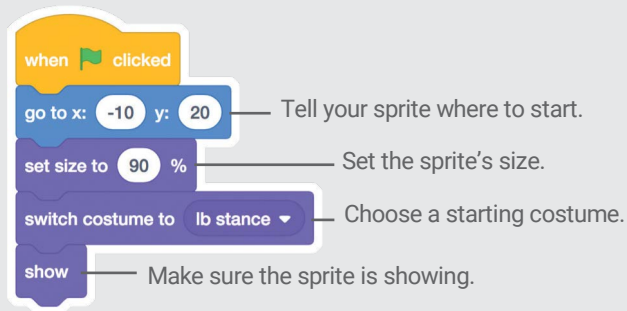 when clicked
go to x: -10 y: 20 Tell your sprite where to start.
set size to 90 % Set the sprite's size.
switch costume to lb stance Choose a starting costume.
show Make sure the sprite is showing.